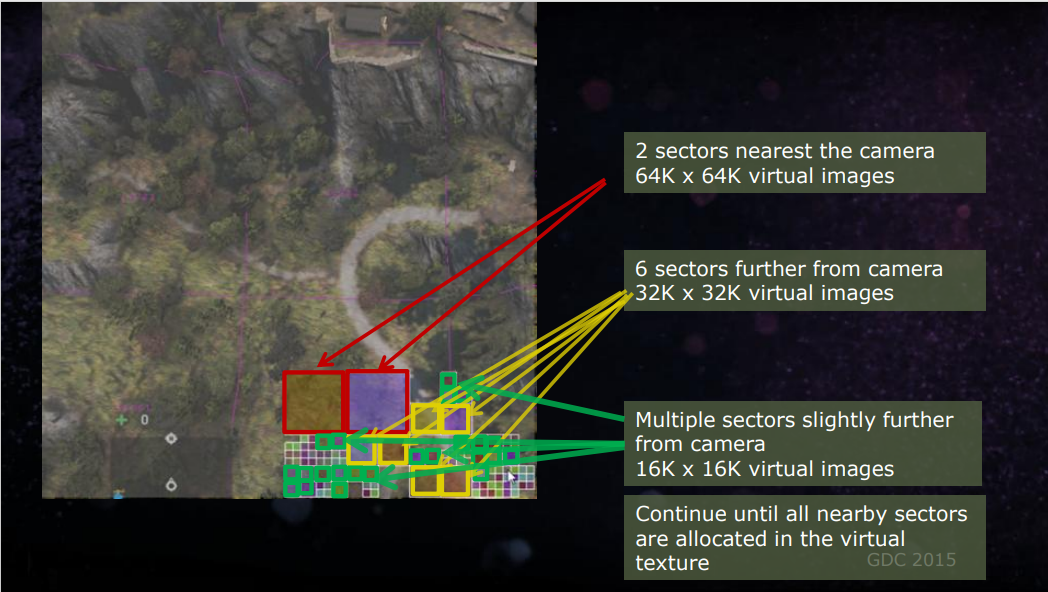 2 sectors nearest the camera
64K x 64K virtual images
6 sectors further from camera
32K x 32K virtual images
0
Multiple sectors slightly further
from camera
16K x 16K virtual images
Continue until all nearby sectors
are allocated in the virtual
texture
GDC 2015